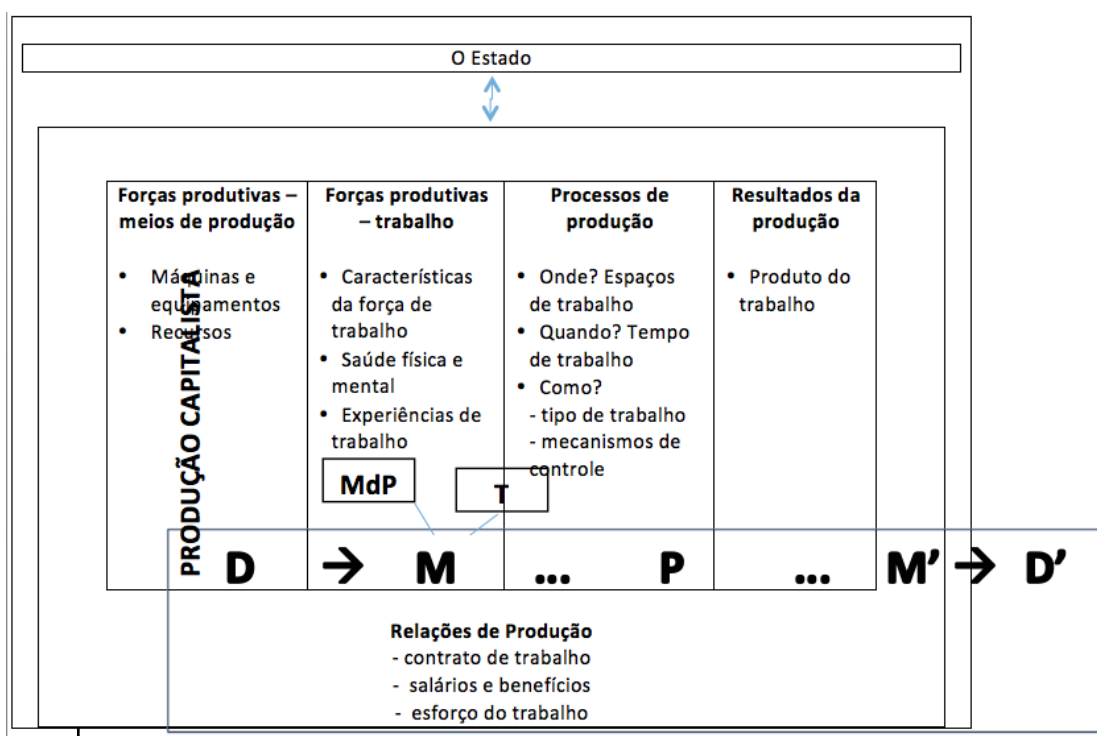 O Estado
Forças produtivas –
meios de produção
• Máquinas e
equipamentos
• Recursos
Forças produtivas
– trabalho
• Características
da força de
trabalho
• Saúde física e
mental
• Experiências de
trabalho
Processos de
produção
• Onde? Espaços
de trabalho
• Quando? Tempo
de trabalho
• Como?
- tipo de trabalho
- mecanismos de
controle
Resultados da
produção
• Produto do
trabalho
PRODUÇÃO CAPITALISTA
MdP
T
D → M ... P ... M’ → D’
Relações de Produção
- contrato de trabalho
- salários e benefícios
- esforço do trabalho